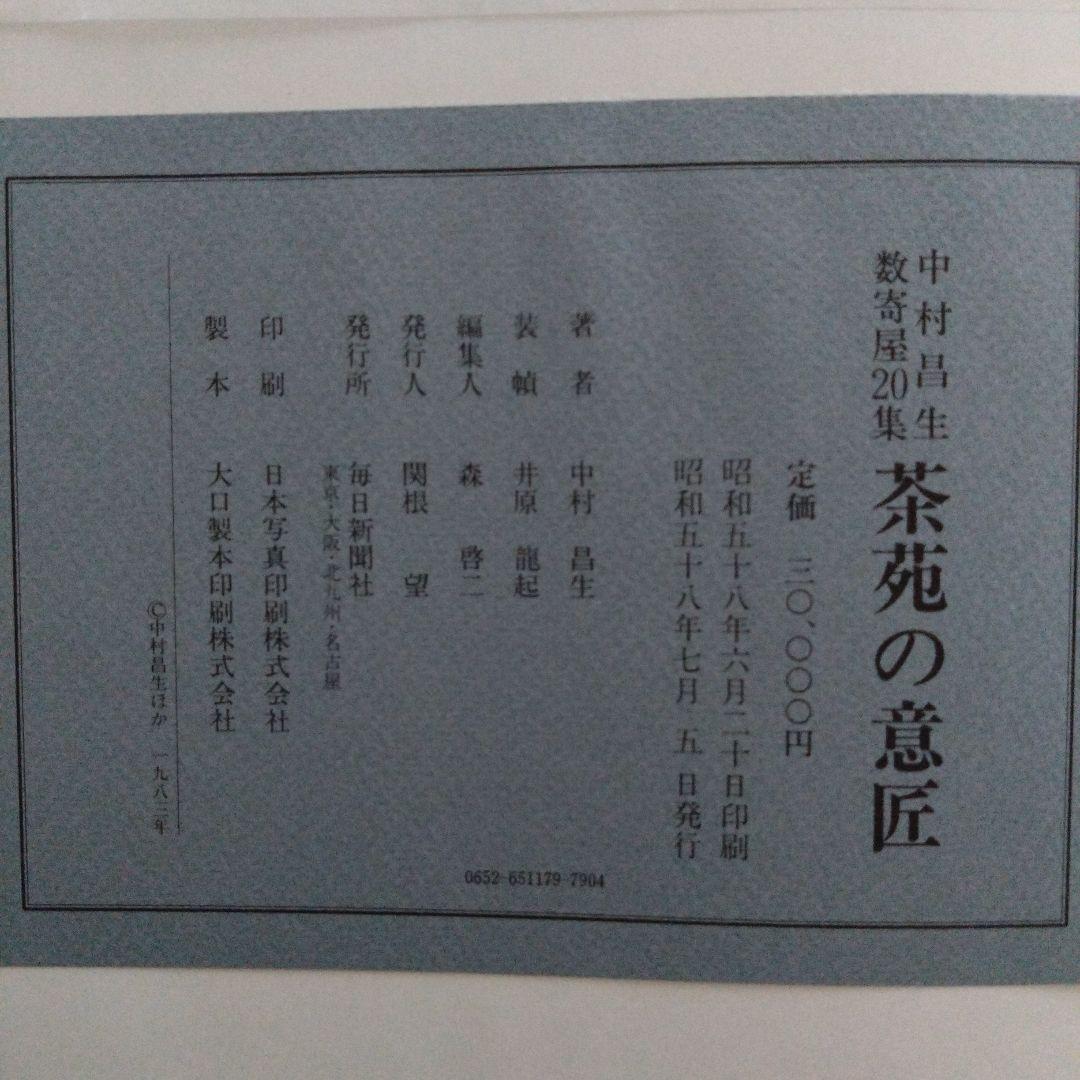 中村昌生
数寄屋20集
茶苑の意匠
定価 三〇、〇〇〇円
昭和五十八年六月二十日印刷
昭和五十八年七月 五 日発行
著 者 中村 昌生
装 幀 井原 龍起
編集人 森 啓二
発行人 関根 望
発行所 毎日新聞社
東京・大阪・北九州・名古屋
印 刷 日本写真印刷株式会社
製 本 大口製本印刷株式会社
©中村昌生ほか 一九八三年
0652-651179-7904